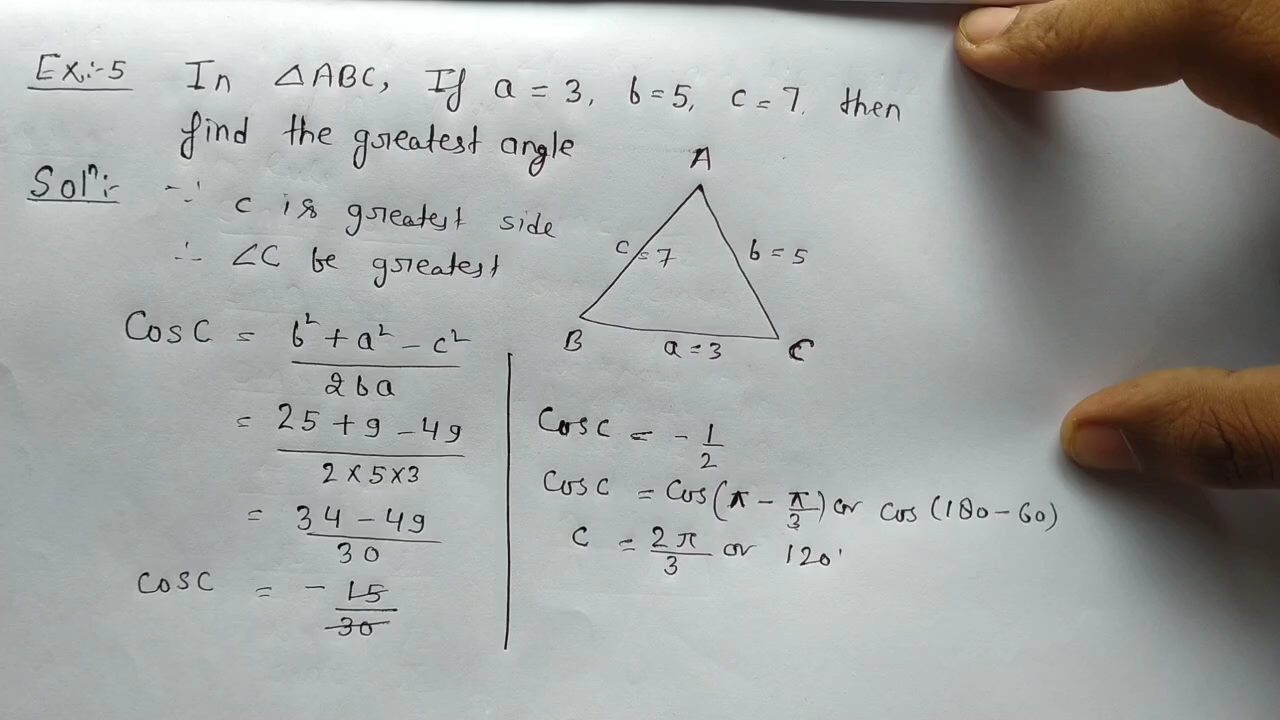 Ex:-5 In △ABC, If a = 3, b = 5, c = 7. then
find the greatest angle
Solⁿ:- ∵ c is greatest side
∴ ∠C be greatest
A
c = 7
b = 5
B
a = 3
C
Cos C = b² + a² - c² / 2ba
= 25 + 9 - 49 / 2 × 5 × 3
= 34 - 49 / 30
Cos C = - 15 / 30
Cos C = - 1/2
Cos C = Cos (π - π/3) or cos (180 - 60)
C = 2π/3 or 120°